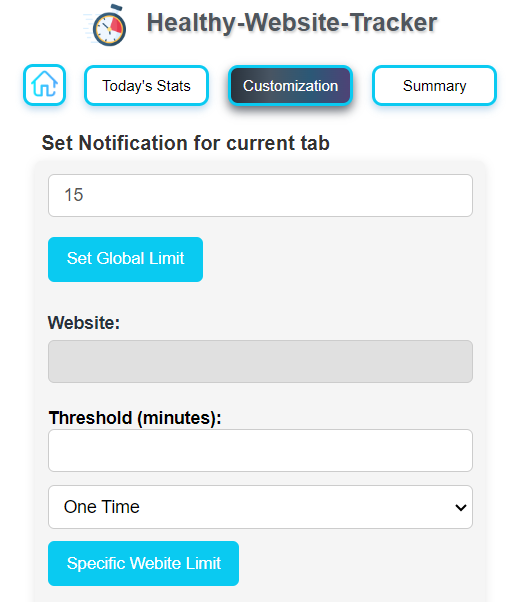 Healthy-Website-Tracker
Today's Stats
Customization
Summary
Set Notification for current tab
15
Set Global Limit
Website:
Threshold (minutes):
One Time
Specific Webite Limit